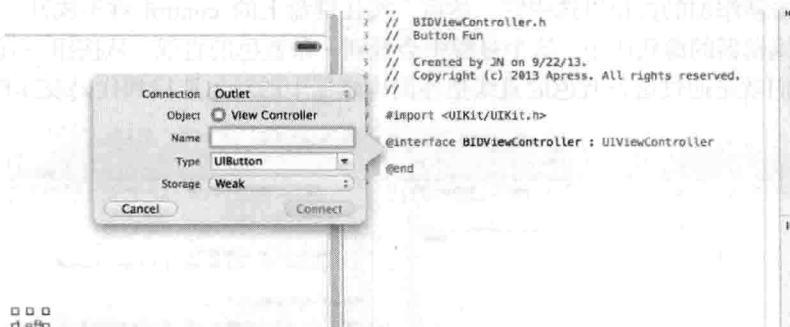 //
// BIDViewController.h
// Button Fun
//
// Created by JN on 9/22/13.
// Copyright (c) 2013 Apress. All rights reserved.
//
#import <UIKit/UIKit.h>
@interface BIDViewController : UIViewController
@end
Connection Outlet
Object View Controller
Name
Type UIButton
Storage Weak
Cancel Connect